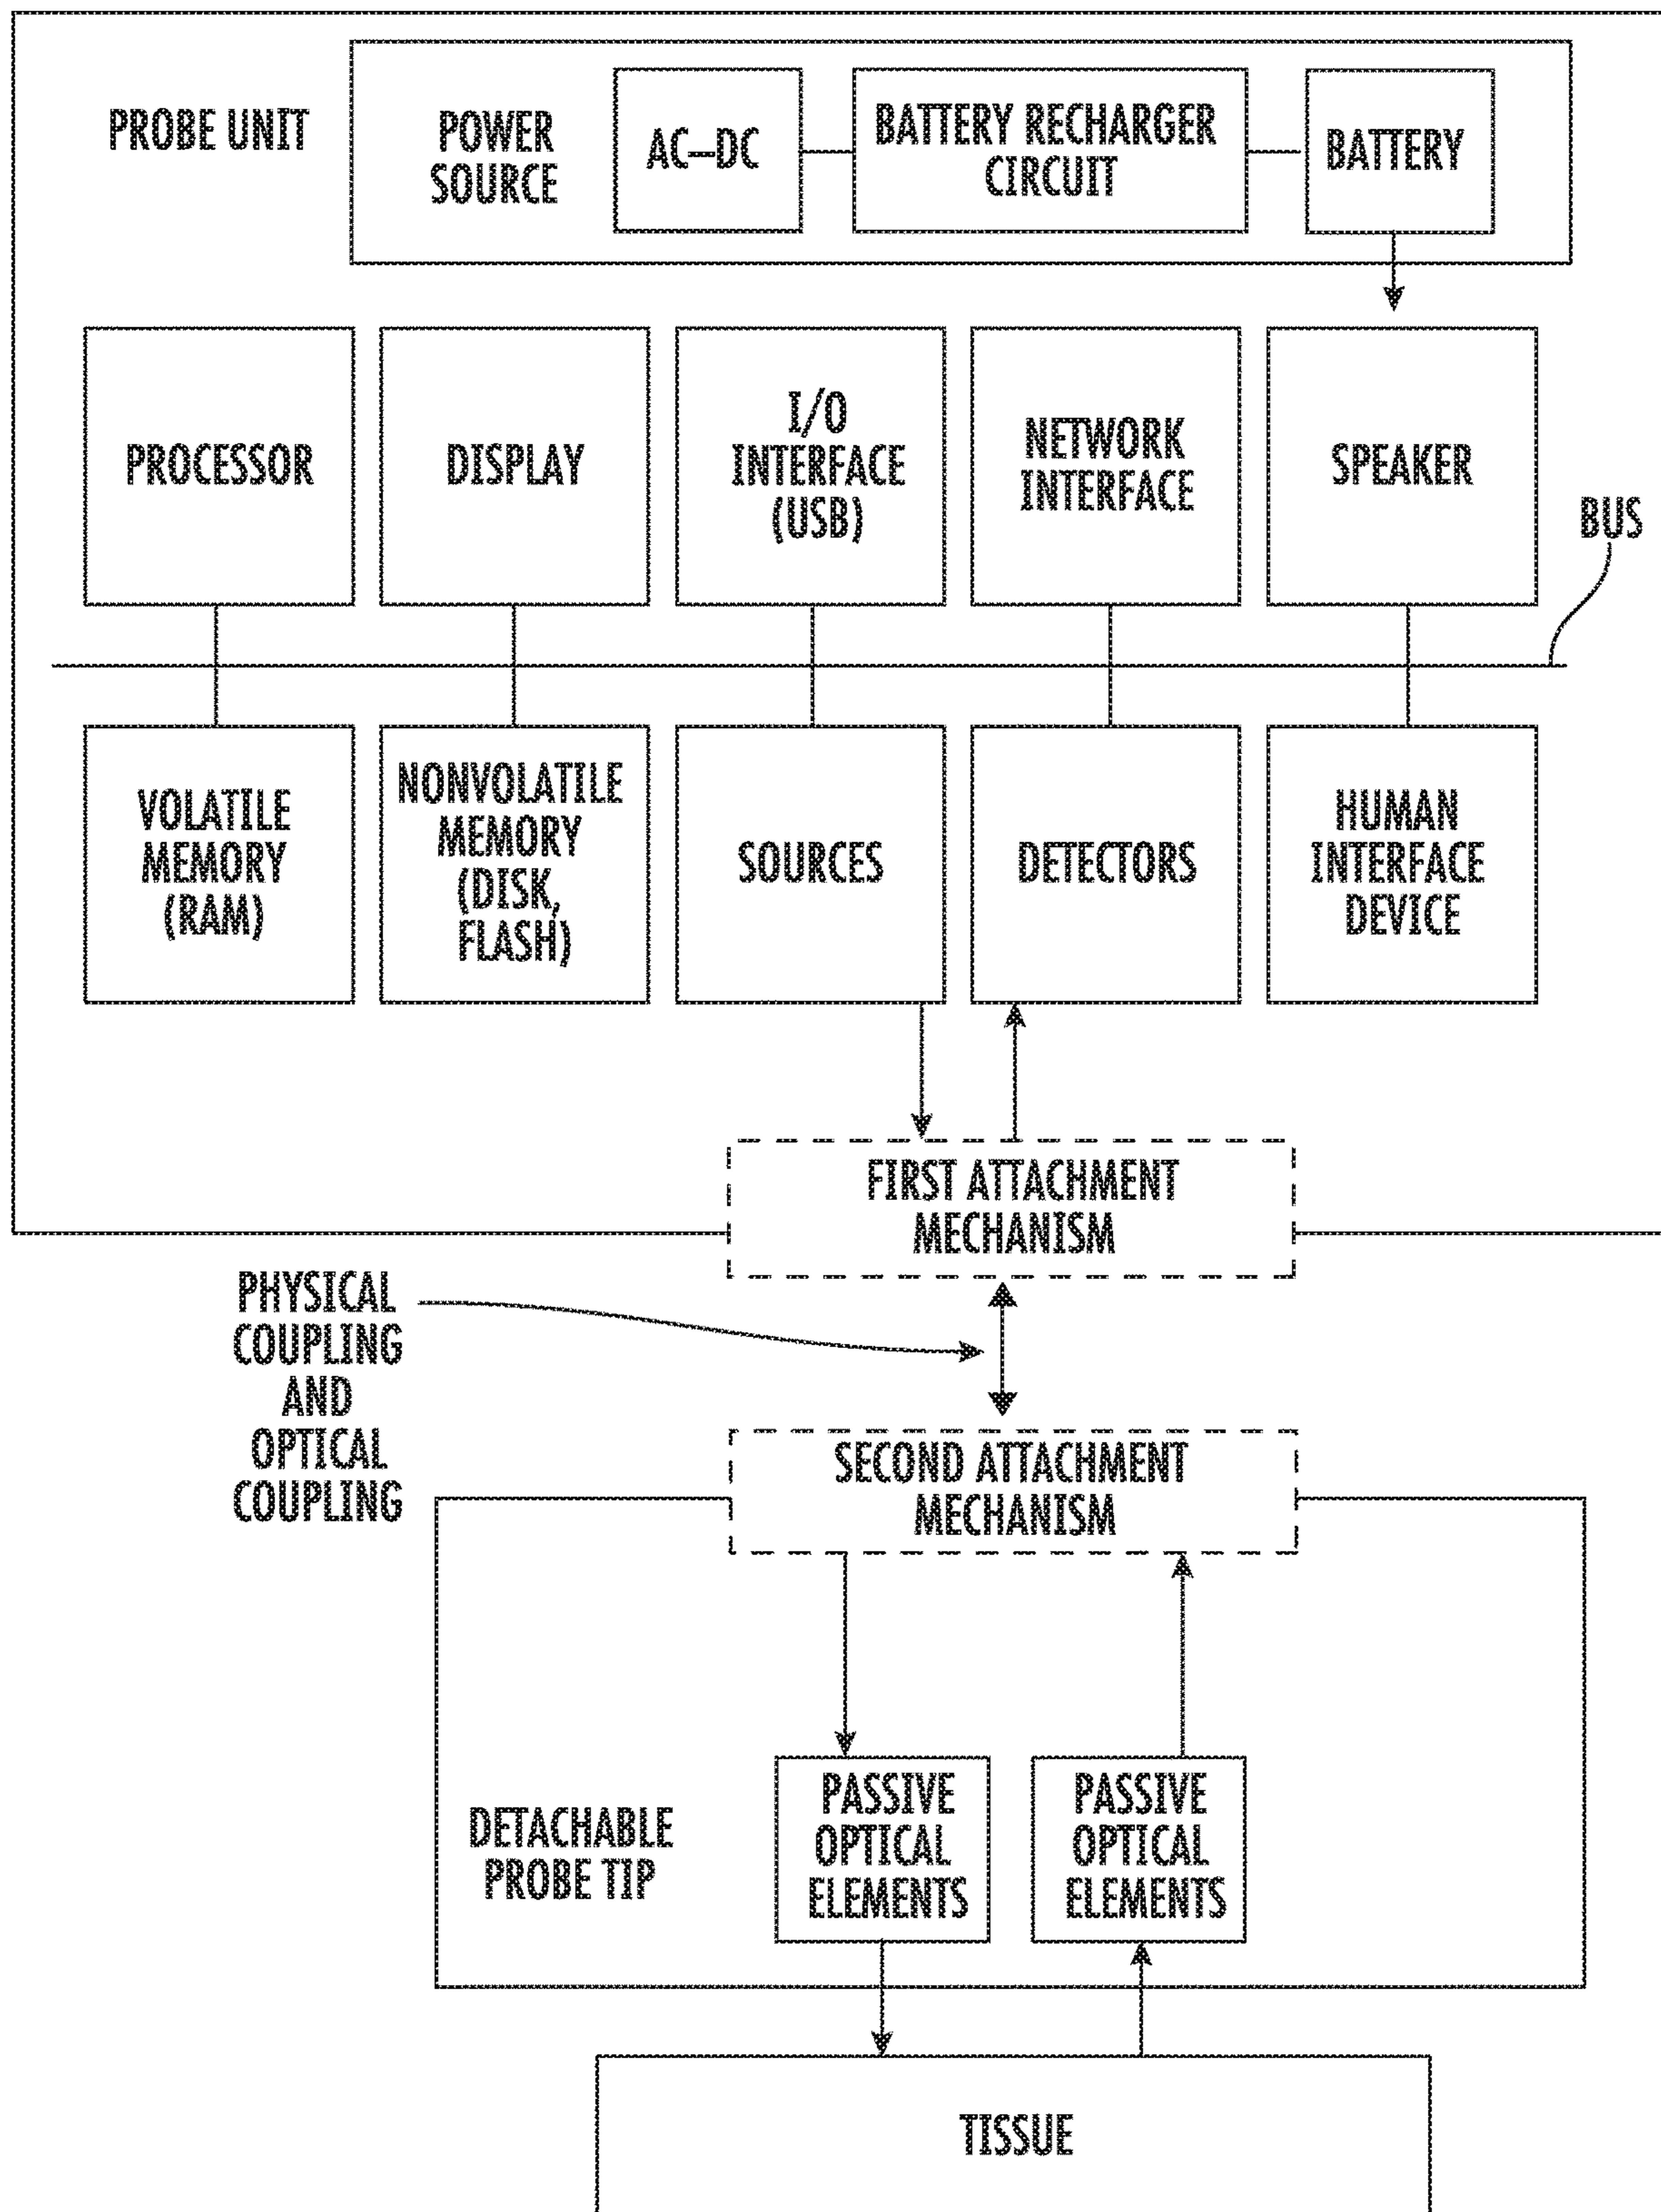 PROBE UNIT
POWER
SOURCE
AC–DC
BATTERY RECHARGER
CIRCUIT
BATTERY
PROCESSOR
DISPLAY
I/O
INTERFACE
(USB)
NETWORK
INTERFACE
SPEAKER
BUS
VOLATILE
MEMORY
(RAM)
NONVOLATILE
MEMORY
(DISK,
FLASH)
SOURCES
DETECTORS
HUMAN
INTERFACE
DEVICE
FIRST ATTACHMENT
MECHANISM
PHYSICAL
COUPLING
AND
OPTICAL
COUPLING
SECOND ATTACHMENT
MECHANISM
DETACHABLE
PROBE TIP
PASSIVE
OPTICAL
ELEMENTS
PASSIVE
OPTICAL
ELEMENTS
TISSUE